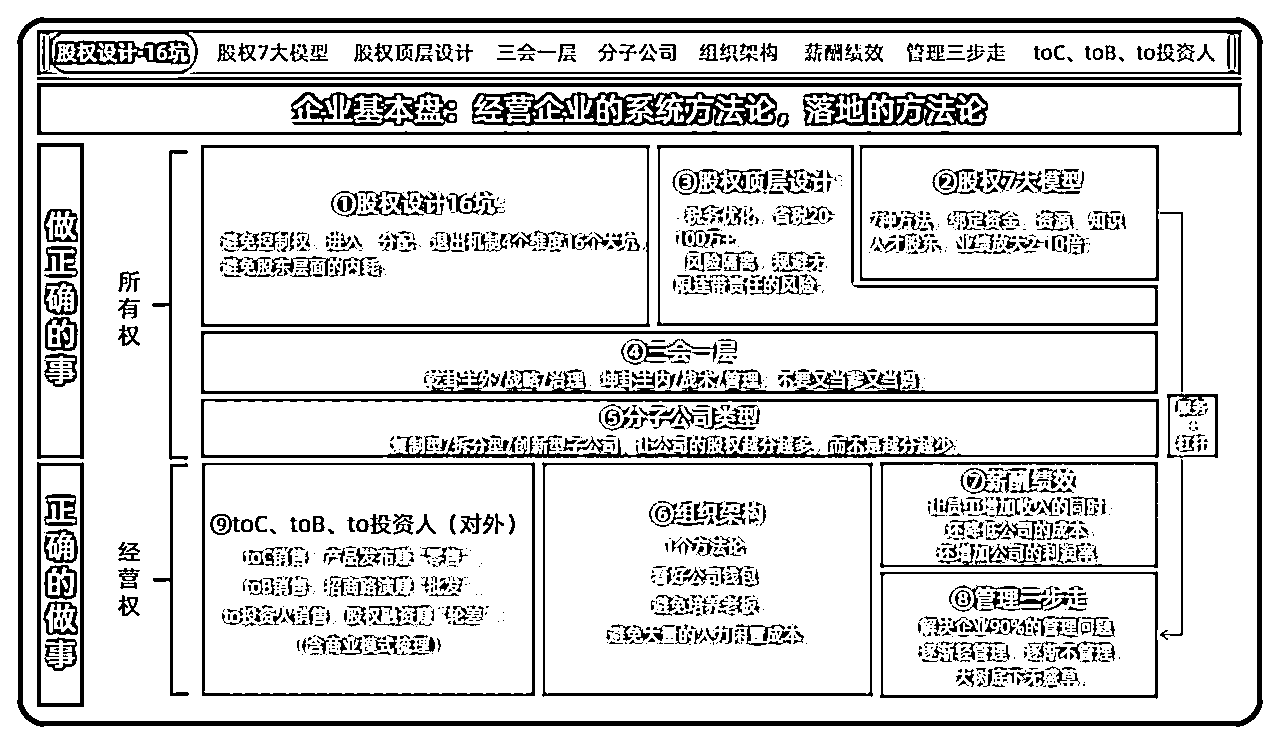 股权设计-16坑 股权7大模型 股权顶层设计 三会一层 分子公司 组织架构 薪酬绩效 管理三步走 toC、toB、to投资人
企业基本盘：经营企业的系统方法论，落地的方法论
做正确的事
所有权
①股权设计16坑：
避免控制权、进入、分配、退出机制4个维度16个大坑，
避免股东层面的内耗。
③股权顶层设计：
税务优化，省税20-
100万+
风险隔离，规避无
限连带责任的风险。
②股权7大模型
7种方法，绑定资金、资源、知识
人才股东，业绩放大2-10倍。
④三会一层
乾卦主外/战略/治理，坤卦主内/战术/管理，不要又当爹又当妈。
⑤分子公司类型
复制型/拆分型/创新型子公司，让公司的股权越分越多，而不是越分越少。
服务
+
杠杆
正确的做事
经营权
⑨toC、toB、to投资人（对外）
toC销售，产品发布赚“零售”。
toB销售，招商路演赚“批发”。
to投资人销售，股权融资赚“轮差”。
（含商业模式梳理）
⑥组织架构
1个方法论
看好公司钱包
避免培养老板
避免大量的人力闲置成本
⑦薪酬绩效
让员工增加收入的同时，
还降低公司的成本，
还增加公司的利润率
⑧管理三步走
解决企业90%的管理问题，
逐渐轻管理，逐渐不管理，
大树底下无盛草。